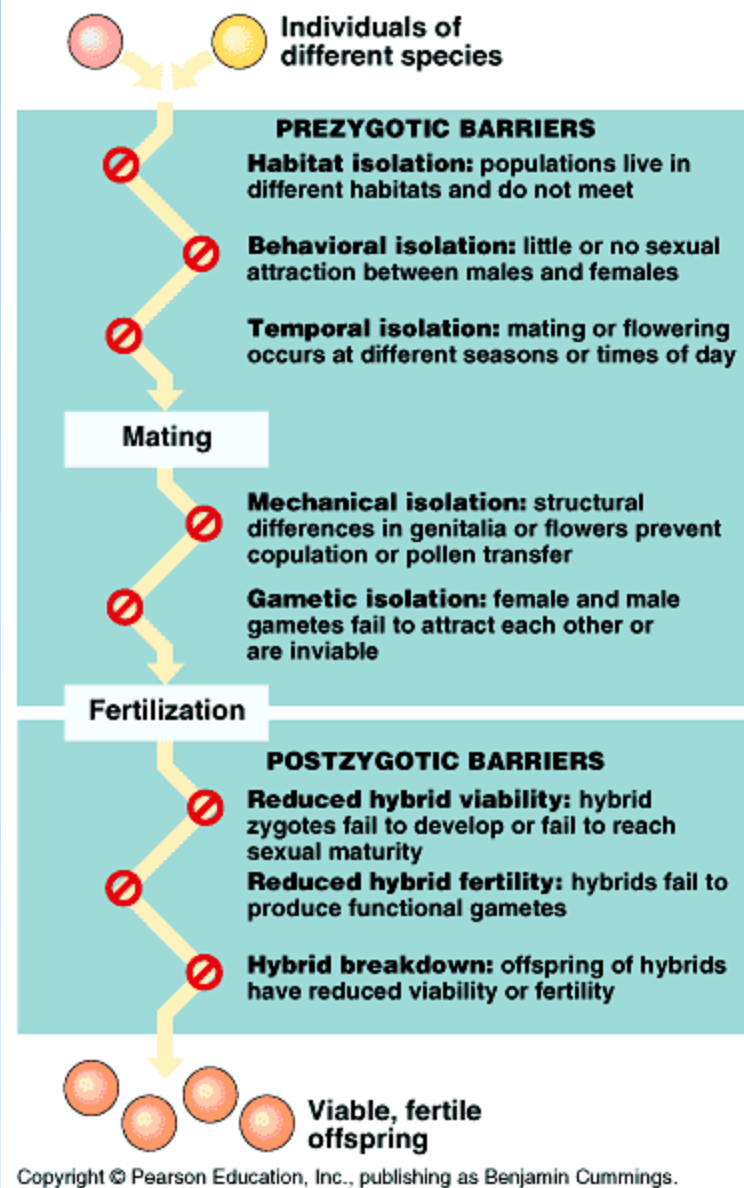 Individuals of
different species
PREZYGOTIC BARRIERS
Habitat isolation: populations live in
different habitats and do not meet
Behavioral isolation: little or no sexual
attraction between males and females
Temporal isolation: mating or flowering
occurs at different seasons or times of day
Mating
Mechanical isolation: structural
differences in genitalia or flowers prevent
copulation or pollen transfer
Gametic isolation: female and male
gametes fail to attract each other or
are inviable
Fertilization
POSTZYGOTIC BARRIERS
Reduced hybrid viability: hybrid
zygotes fail to develop or fail to reach
sexual maturity
Reduced hybrid fertility: hybrids fail to
produce functional gametes
Hybrid breakdown: offspring of hybrids
have reduced viability or fertility
Viable, fertile
offspring
Copyright © Pearson Education, Inc., publishing as Benjamin Cummings.